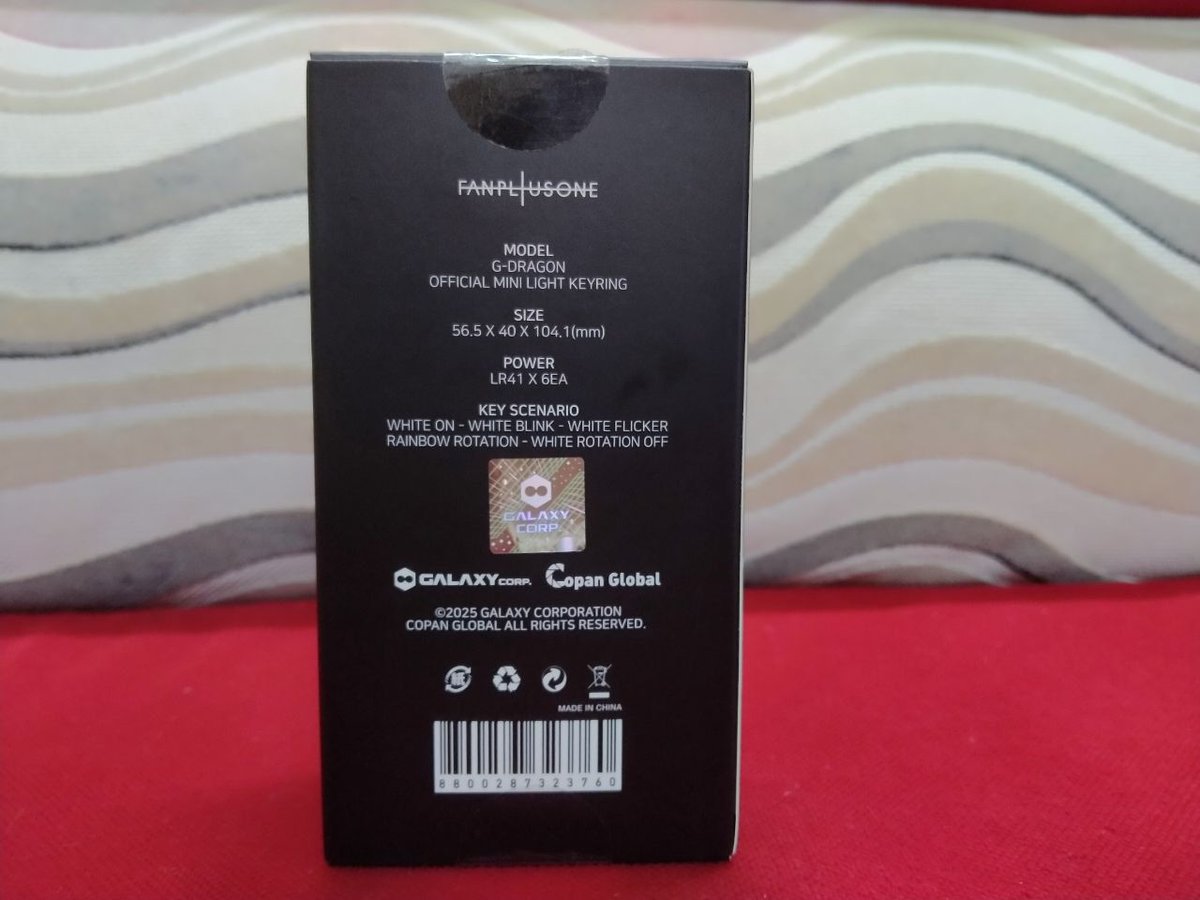 FANPLUSONE
MODEL
G-DRAGON
OFFICIAL MINI LIGHT KEYRING
SIZE
56.5 X 40 X 104.1(mm)
POWER
LR41 X 6EA
KEY SCENARIO
WHITE ON - WHITE BLINK - WHITE FLICKER
RAINBOW ROTATION - WHITE ROTATION OFF
GALAXY
CORP.
GALAXY CORP. Copan Global
©2025 GALAXY CORPORATION
COPAN GLOBAL ALL RIGHTS RESERVED.
MADE IN CHINA
8800287323760